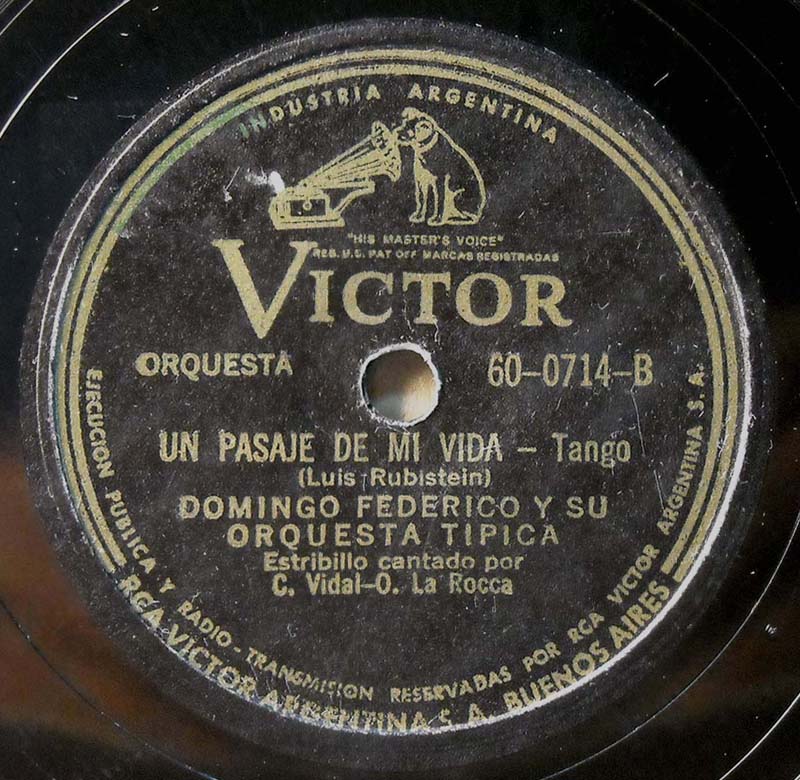 INDUSTRIA ARGENTINA
"HIS MASTER'S VOICE"
REG. U.S. PAT OFF MARCAS REGISTRADAS
VICTOR
ORQUESTA
60-0714-B
UN PASAJE DE MI VIDA - Tango
(Luis Rubistein)
DOMINGO FEDERICO Y SU
ORQUESTA TIPICA
Estribillo cantado por
C. Vidal-O. La Rocca
EJECUCION PUBLICA Y RADIO-TRANSMISION RESERVADAS POR RCA VICTOR ARGENTINA S.A.
RCA VICTOR ARGENTINA S.A. BUENOS AIRES